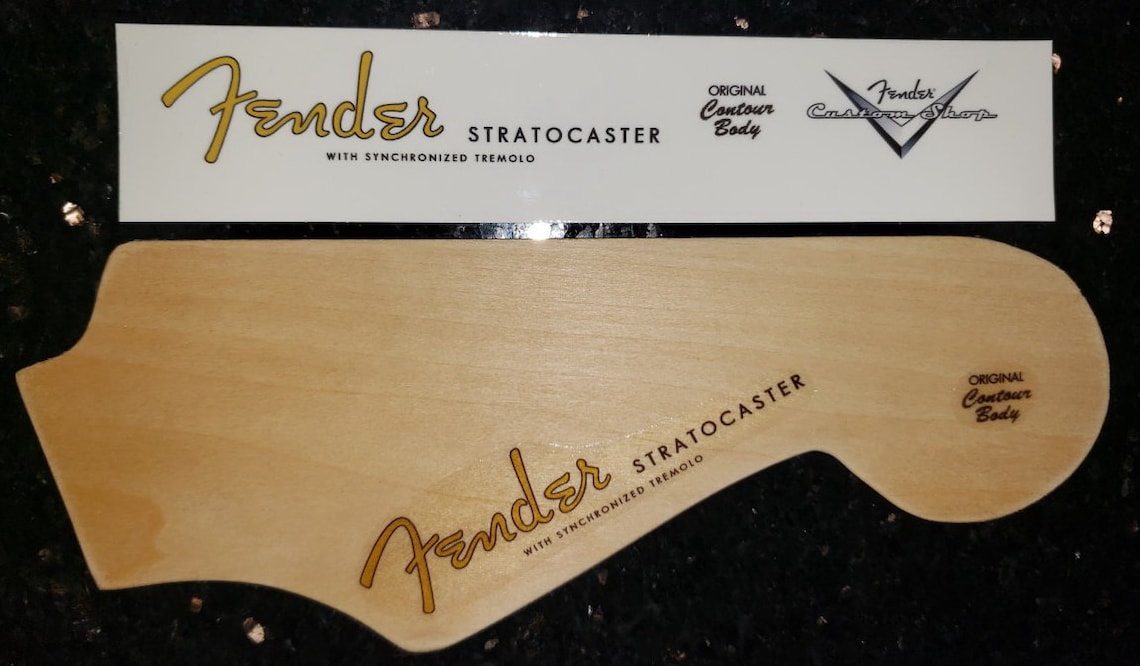 Fender STRATOCASTER
WITH SYNCHRONIZED TREMOLO
ORIGINAL
Contour
Body
Fender
Custom Shop
Fender STRATOCASTER
WITH SYNCHRONIZED TREMOLO
ORIGINAL
Contour
Body